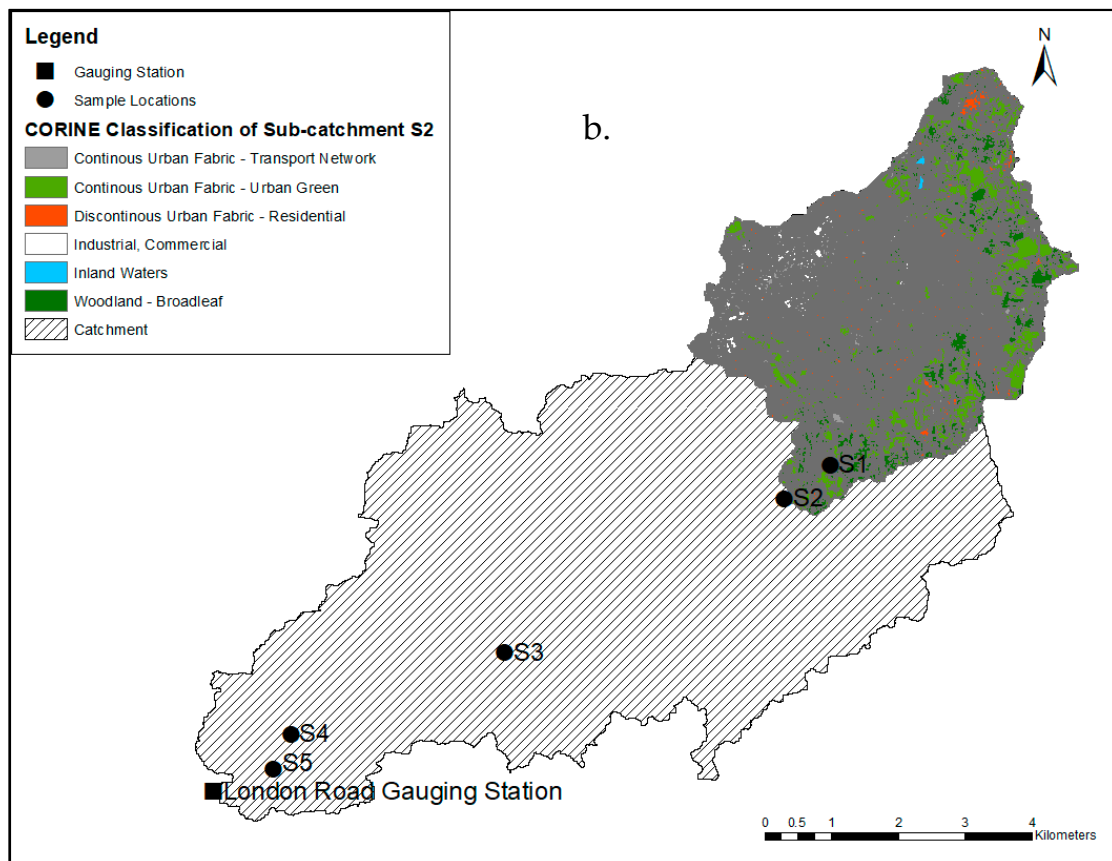 Legend
Gauging Station
Sample Locations
CORINE Classification of Sub-catchment S2
Continous Urban Fabric - Transport Network
Continous Urban Fabric - Urban Green
Discontinous Urban Fabric - Residential
Industrial, Commercial
Inland Waters
Woodland - Broadleaf
Catchment
b.
N
S1
S2
S3
S4
S5
London Road Gauging Station
0 0.5 1 2 3 4
Kilometers